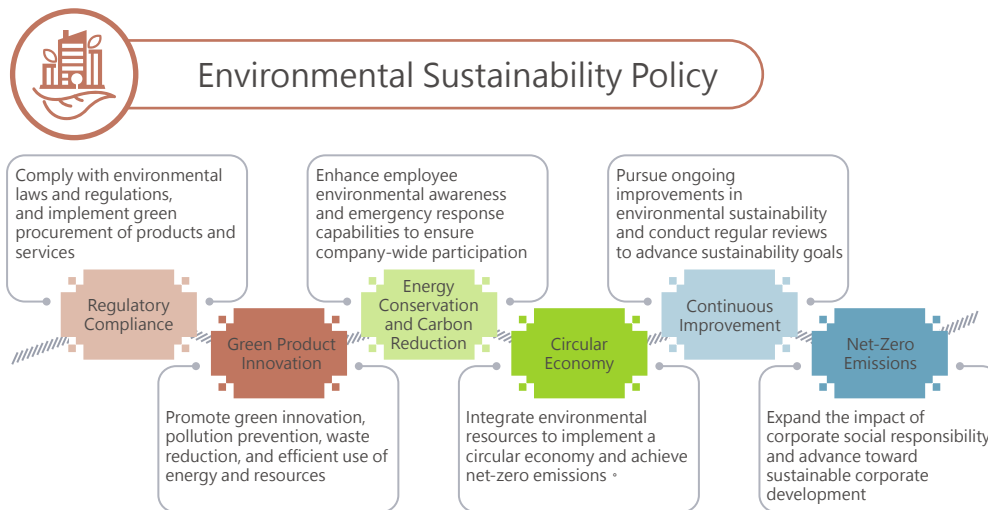 Environmental Sustainability Policy
Comply with environmental
laws and regulations,
and implement green
procurement of products and
services
Regulatory
Compliance
Promote green innovation,
pollution prevention, waste
reduction, and efficient use of
energy and resources
Green Product
Innovation
Enhance employee
environmental awareness
and emergency response
capabilities to ensure
company-wide participation
Energy
Conservation
and Carbon
Reduction
Integrate environmental
resources to implement a
circular economy and achieve
net-zero emissions。
Circular
Economy
Pursue ongoing
improvements in
environmental sustainability
and conduct regular reviews
to advance sustainability goals
Continuous
Improvement
Net-Zero
Emissions
Expand the impact of
corporate social responsibility
and advance toward
sustainable corporate
development